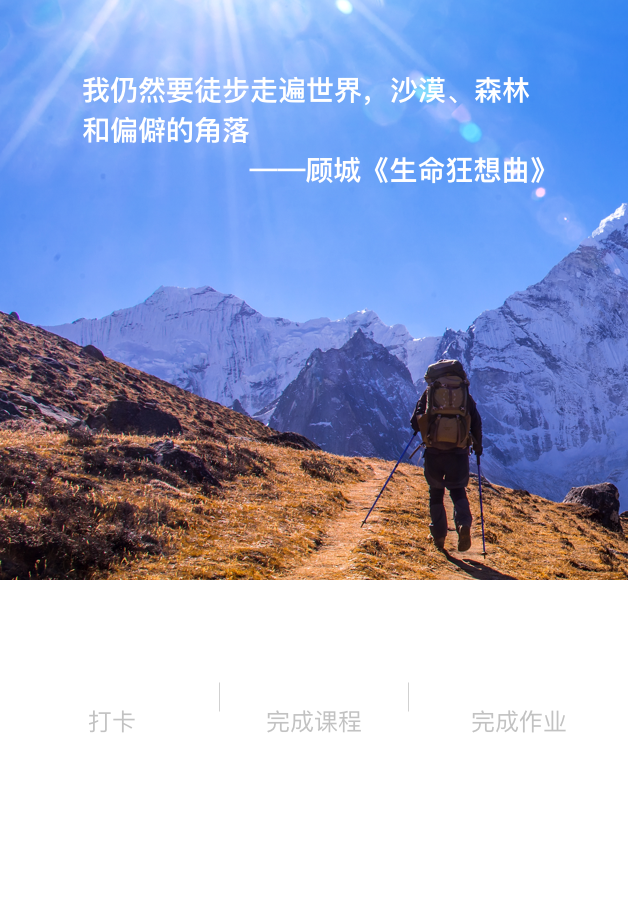 我仍然要徒步走遍世界，沙漠、森林
和偏僻的角落
——顾城《生命狂想曲》
打卡
完成课程
完成作业